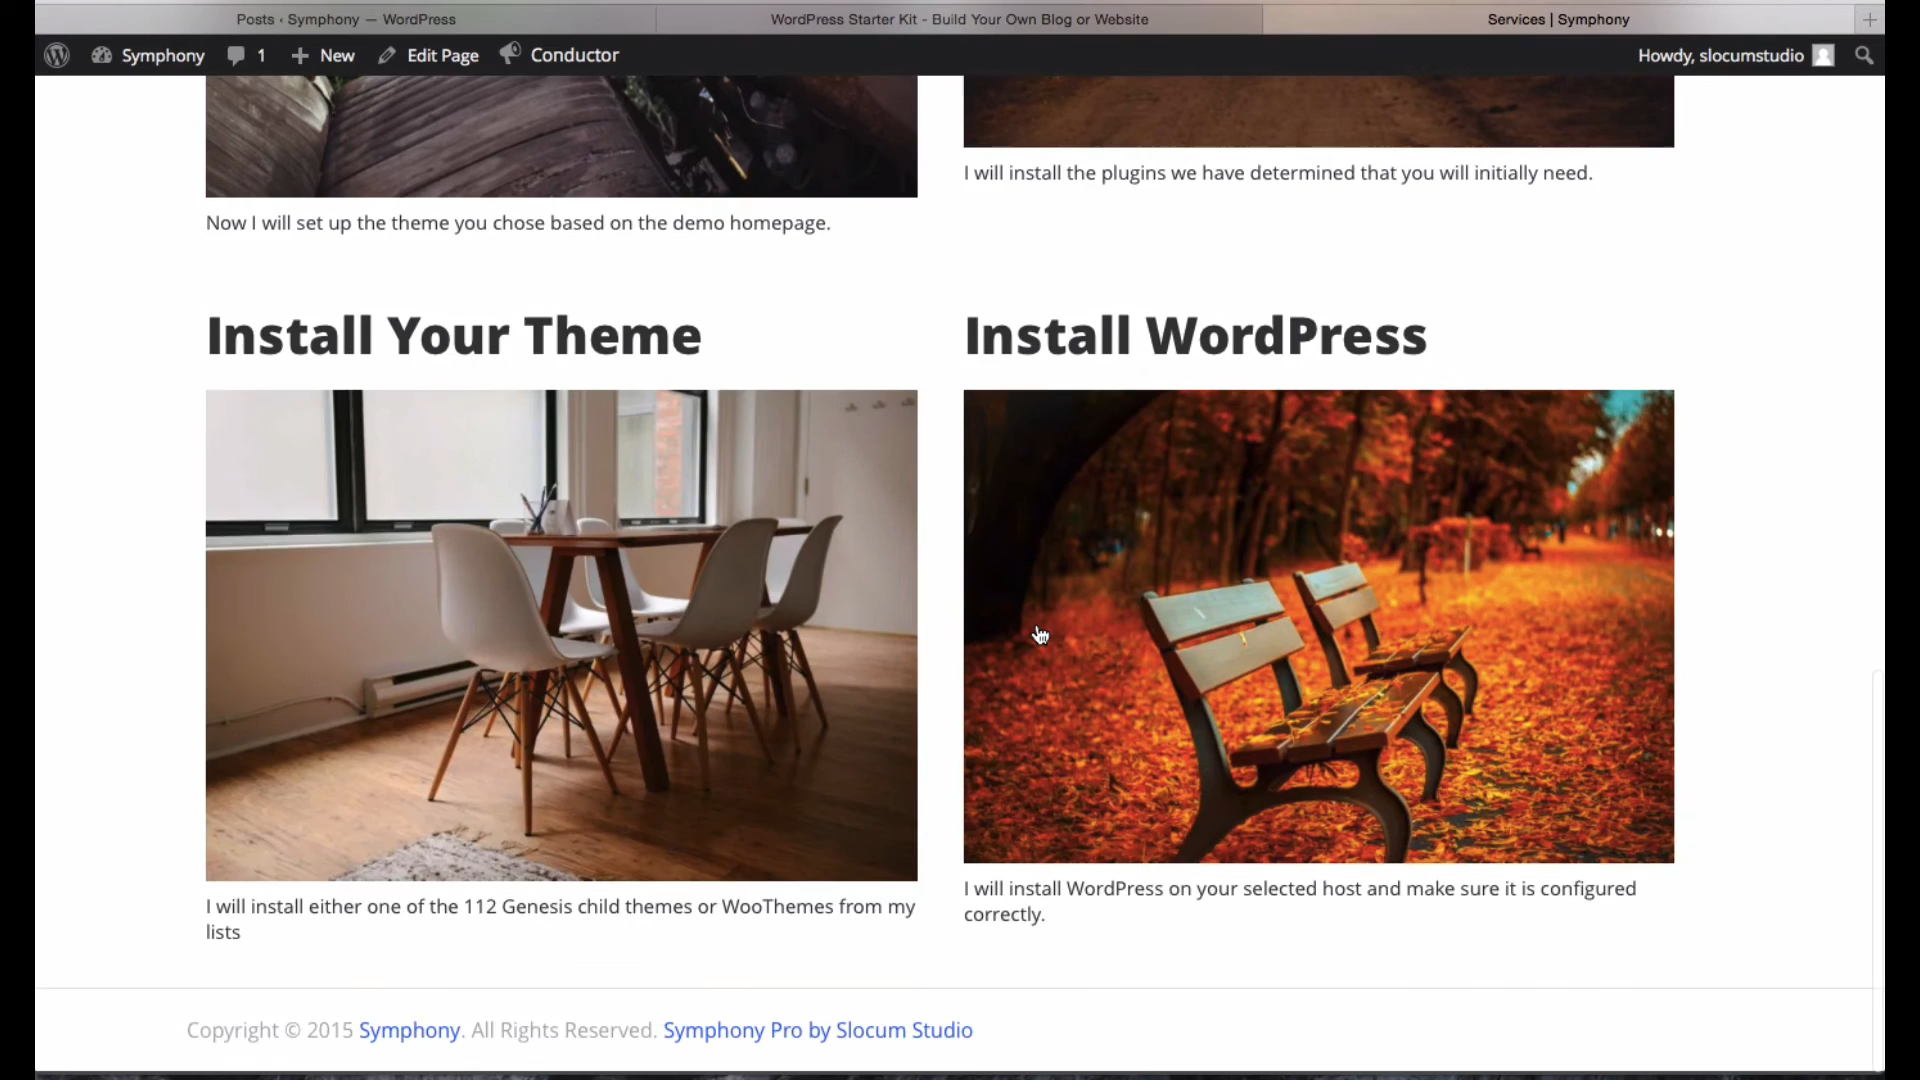 Posts ‹ Symphony — WordPress
WordPress Starter Kit - Build Your Own Blog or Website
Services | Symphony
Symphony
1
New
Edit Page
Conductor
Howdy, slocumstudio
I will install the plugins we have determined that you will initially need.
Now I will set up the theme you chose based on the demo homepage.
Install Your Theme
Install WordPress
I will install either one of the 112 Genesis child themes or WooThemes from my
lists
I will install WordPress on your selected host and make sure it is configured
correctly.
Copyright © 2015 Symphony. All Rights Reserved. Symphony Pro by Slocum Studio